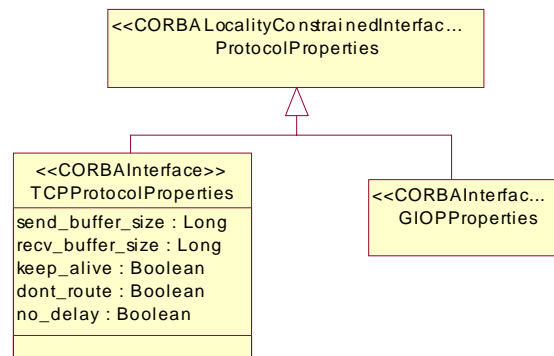 <<CORBALocalityConstrainedInterfac...
ProtocolProperties
<<CORBAInterface>>
TCPProtocolProperties
send_buffer_size : Long
recv_buffer_size : Long
keep_alive : Boolean
dont_route : Boolean
no_delay : Boolean
<<CORBAInterfac...
GIOPProperties